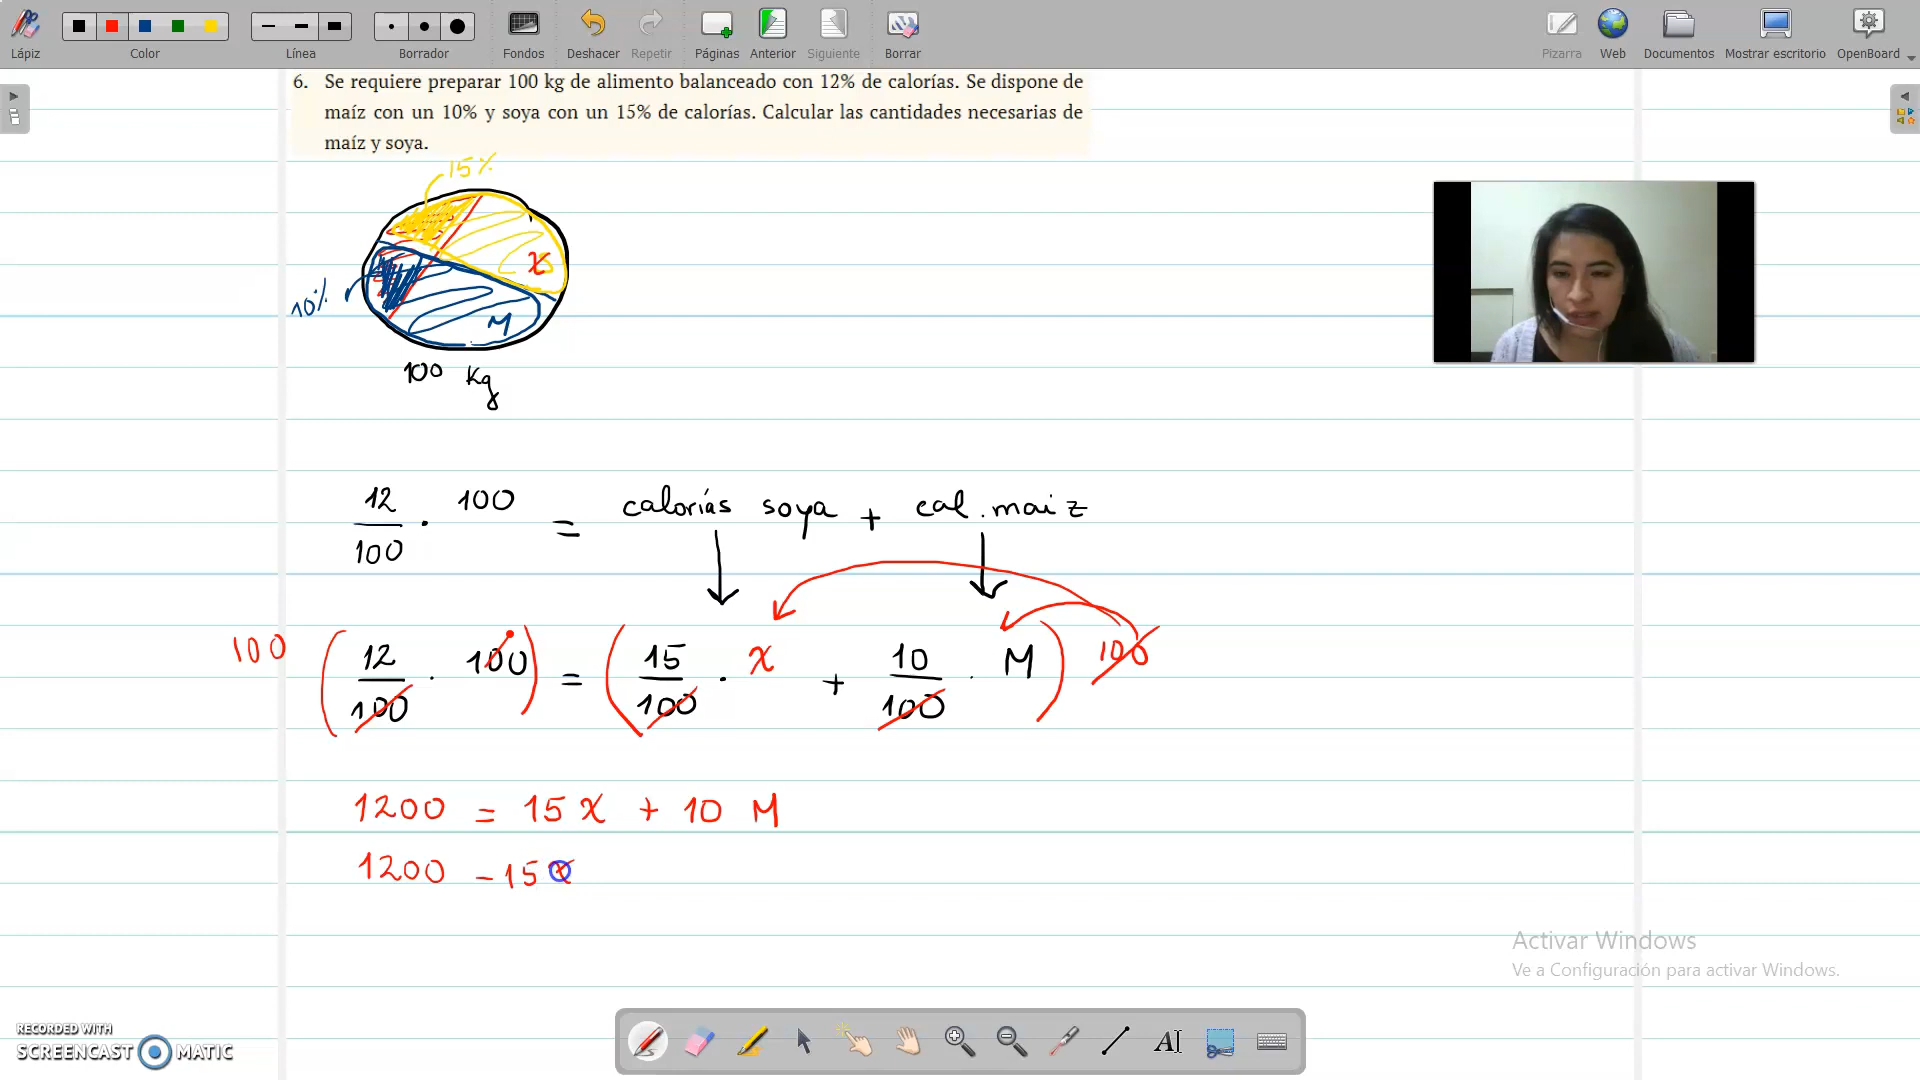 Lápiz Color Línea Borrador Fondos Deshacer Repetir Páginas Anterior Siguiente Borrar Pizarra Web Documentos Mostrar escritorio OpenBoard
6. Se requiere preparar 100 kg de alimento balanceado con 12% de calorías. Se dispone de
maíz con un 10% y soya con un 15% de calorías. Calcular las cantidades necesarias de
maíz y soya.
15%
x
10%
M
100 Kg
12/100 · 100 = calorías soya + cal. maiz
100 (12/100 · 100) = (15/100 · x + 10/100 · M) 100
1200 = 15x + 10 M
1200 - 15x
Activar Windows
Ve a Configuración para activar Windows.
RECORDED WITH
SCREENCAST MATIC
A